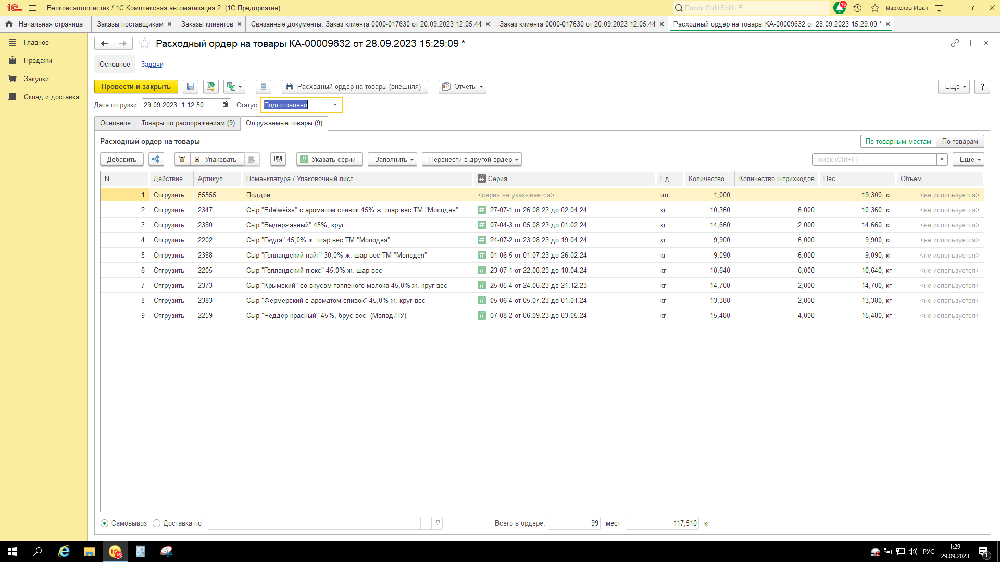 Белконсалтлогистик / 1С:Комплексная автоматизация 2 (1С:Предприятие)
Поиск Ctrl+Shift+F
15
Маркелов Иван
Начальная страница
Заказы поставщикам
Заказы клиентов
Связанные документы: Заказ клиента 0000-017630 от 20.09.2023 12:05:44
Заказ клиента 0000-017630 от 20.09.2023 12:05:44
Расходный ордер на товары КА-00009632 от 28.09.2023 15:29:09 *
Главное
Продажи
Закупки
Склад и доставка
Расходный ордер на товары КА-00009632 от 28.09.2023 15:29:09 *
Основное Задачи
Провести и закрыть Расходный ордер на товары (внешняя) Отчеты Еще ?
Дата отгрузки: 29.09.2023 1:12:50 Статус: Подготовлено
Основное Товары по распоряжениям (9) Отгружаемые товары (9)
Расходный ордер на товары По товарным местам По товарам
Добавить Упаковать Указать серии Заполнить Перенести в другой ордер Поиск (Ctrl+F) × Еще
N Действие Артикул Номенклатура / Упаковочный лист # Серия Ед. ... Количество Количество штрихкодов Вес Объем
1 Отгрузить 55555 Поддон <серия не указывается> шт 1,000 19,300, кг <не используется>
2 Отгрузить 2347 Сыр "Edelweiss" с ароматом сливок 45% ж. шар вес ТМ "Молодея" # 27-07-1 от 26.08.23 до 02.04.24 кг 10,360 6,000 10,360, кг <не используется>
3 Отгрузить 2380 Сыр "Выдержанный" 45%, круг # 07-04-3 от 05.08.23 до 01.02.24 кг 14,660 2,000 14,660, кг <не используется>
4 Отгрузить 2202 Сыр "Гауда" 45,0% ж. шар вес ТМ "Молодея" # 24-07-2 от 23.08.23 до 19.04.24 кг 9,900 6,000 9,900, кг <не используется>
5 Отгрузить 2388 Сыр "Голландский лайт" 30,0% ж. шар вес ТМ "Молодея" # 01-06-5 от 01.07.23 до 26.02.24 кг 9,090 6,000 9,090, кг <не используется>
6 Отгрузить 2205 Сыр "Голландский люкс" 45,0% ж. шар вес # 23-07-1 от 22.08.23 до 18.04.24 кг 10,640 6,000 10,640, кг <не используется>
7 Отгрузить 2373 Сыр "Крымский" со вкусом топленого молока 45,0% ж. круг вес # 25-05-4 от 24.06.23 до 21.12.23 кг 14,700 2,000 14,700, кг <не используется>
8 Отгрузить 2383 Сыр "Фермерский с ароматом сливок" 45,0% ж. круг вес # 05-06-4 от 05.07.23 до 01.01.24 кг 13,380 2,000 13,380, кг <не используется>
9 Отгрузить 2259 Сыр "Чеддер красный" 45%, брус вес (Молод.ПУ) # 07-08-2 от 06.09.23 до 03.05.24 кг 15,480 4,000 15,480, кг <не используется>
Самовывоз Доставка по ... Всего в ордере: 99 мест 117,510 кг
15
РУС
1:29
29.09.2023
1